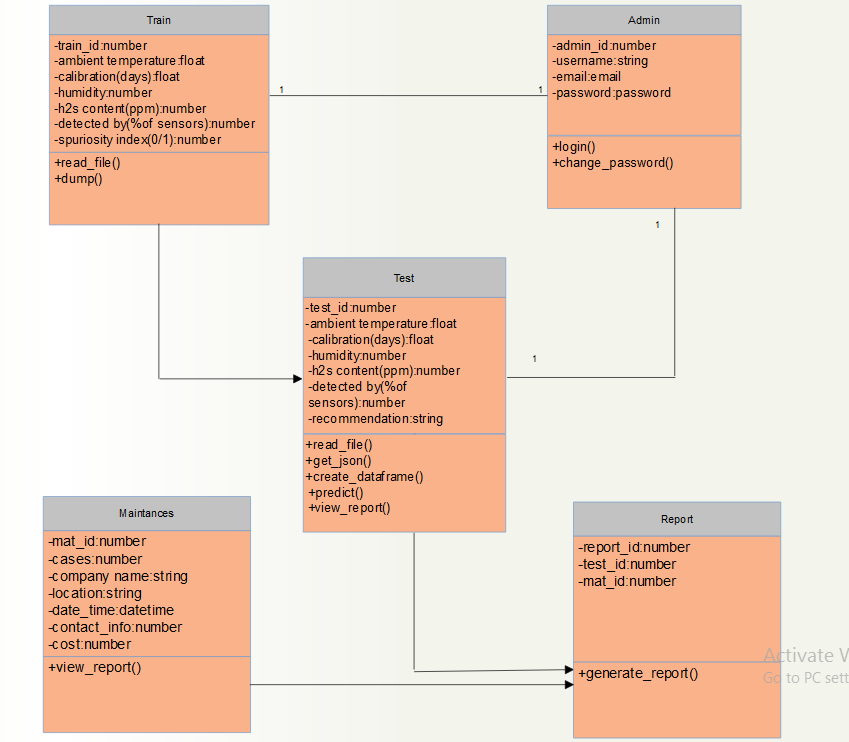 Train
-train_id:number
-ambient temperature:float
-calibration(days):float
-humidity:number
-h2s content(ppm):number
-detected by(%of sensors):number
-spuriosity index(0/1):number
+read_file()
+dump()
1
1
Admin
-admin_id:number
-username:string
-email:email
-password:password
+login()
+change_password()
1
1
Test
-test_id:number
-ambient temperature:float
-calibration(days):float
-humidity:number
-h2s content(ppm):number
-detected by(%of
sensors):number
-recommendation:string
+read_file()
+get_json()
+create_dataframe()
+predict()
+view_report()
Maintances
-mat_id:number
-cases:number
-company name:string
-location:string
-date_time:datetime
-contact_info:number
-cost:number
+view_report()
Report
-report_id:number
-test_id:number
-mat_id:number
+generate_report()
Activate W
Go to PC sett